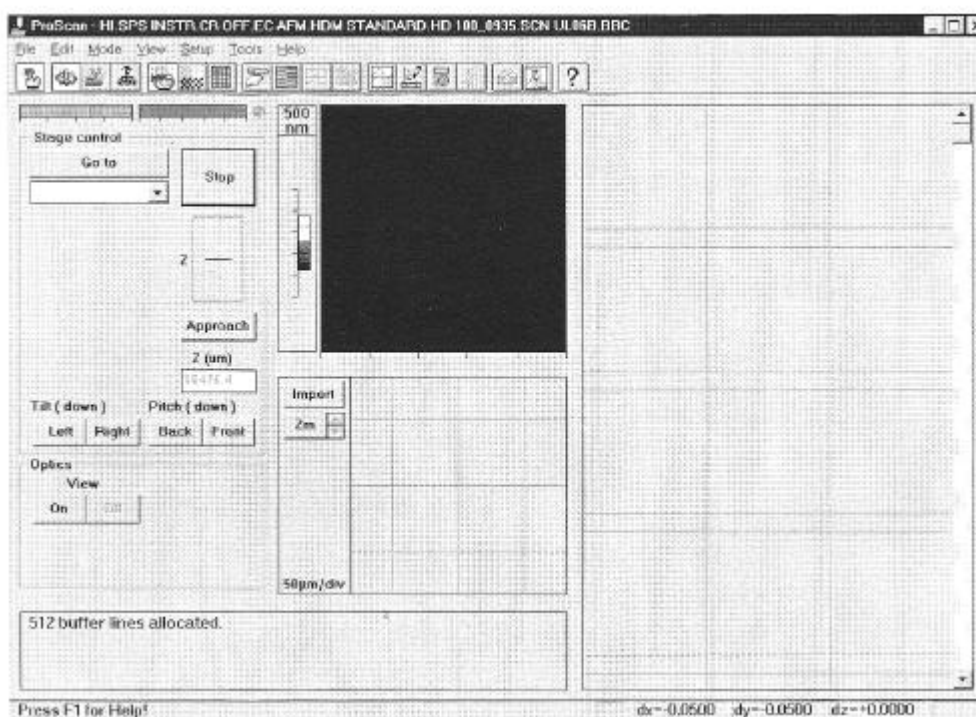 ProScan - HI SPS INSTR CR OFF EC AFM HDM STANDARD.HD 100_0935.SCN UL06B.BRC
File Edit Mode View Setup Tools Help
500
nm
Stage control
Go to
Stop
Z
Approach
Z (um)
Tilt ( down )
Pitch ( down )
Left Right Back Front
Import
Zm
Optics
View
On Off
50µm/div
512 buffer lines allocated.
Press F1 for Help!
dx=-0.0500 dy=-0.0500 dz=+0.0000